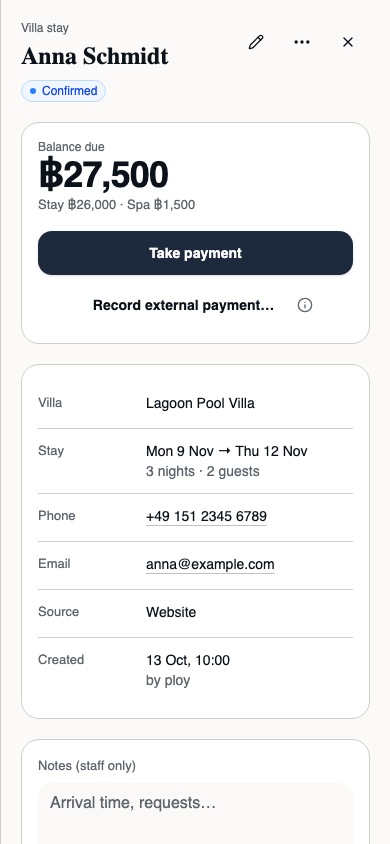 Villa stay
Anna Schmidt
Confirmed
Balance due
฿27,500
Stay ฿26,000 · Spa ฿1,500
Take payment
Record external payment…
Villa
Lagoon Pool Villa
Stay
Mon 9 Nov → Thu 12 Nov
3 nights · 2 guests
Phone
+49 151 2345 6789
Email
anna@example.com
Source
Website
Created
13 Oct, 10:00
by ploy
Notes (staff only)
Arrival time, requests…